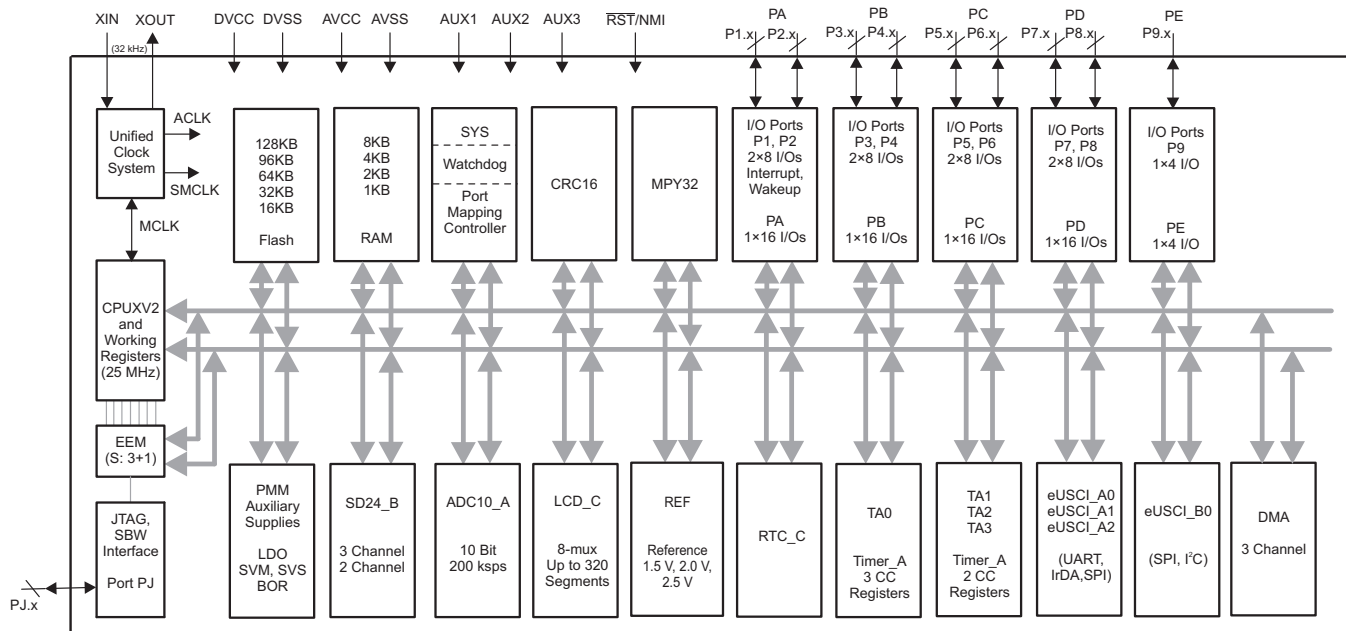 XIN
XOUT
(32 kHz)
DVCC
DVSS
AVCC
AVSS
AUX1
AUX2
AUX3
RST/NMI
PA
P1.x
P2.x
PB
P3.x
P4.x
PC
P5.x
P6.x
PD
P7.x
P8.x
PE
P9.x
Unified
Clock
System
ACLK
SMCLK
MCLK
128KB
96KB
64KB
32KB
16KB
Flash
8KB
4KB
2KB
1KB
RAM
SYS
Watchdog
Port
Mapping
Controller
CRC16
MPY32
I/O Ports
P1, P2
2×8 I/Os
Interrupt,
Wakeup
PA
1×16 I/Os
I/O Ports
P3, P4
2×8 I/Os
PB
1×16 I/Os
I/O Ports
P5, P6
2×8 I/Os
PC
1×16 I/Os
I/O Ports
P7, P8
2×8 I/Os
PD
1×16 I/Os
I/O Ports
P9
1×4 I/O
PE
1×4 I/O
CPUXV2
and
Working
Registers
(25 MHz)
EEM
(S: 3+1)
JTAG,
SBW
Interface
Port PJ
PJ.x
PMM
Auxiliary
Supplies
LDO
SVM, SVS
BOR
SD24_B
3 Channel
2 Channel
ADC10_A
10 Bit
200 ksps
LCD_C
8-mux
Up to 320
Segments
REF
Reference
1.5 V, 2.0 V,
2.5 V
RTC_C
TA0
Timer_A
3 CC
Registers
TA1
TA2
TA3
Timer_A
2 CC
Registers
eUSCI_A0
eUSCI_A1
eUSCI_A2
(UART,
IrDA,SPI)
eUSCI_B0
(SPI, I²C)
DMA
3 Channel